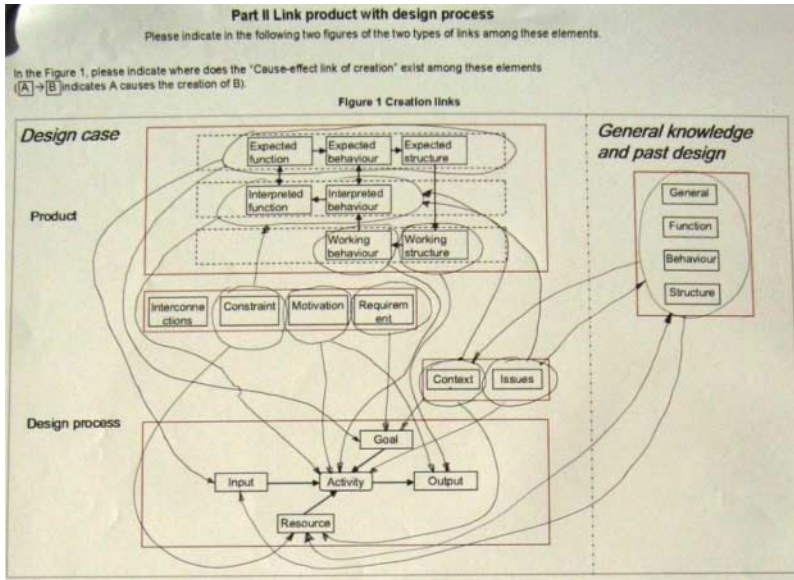 Part II Link product with design process
Please indicate in the following two figures of the two types of links among these elements.
In the Figure 1, please indicate where does the "Cause-effect link of creation" exist among these elements
(A → B indicates A causes the creation of B).
Figure 1 Creation links
Design case
General knowledge
and past design
Expected
function
Expected
behaviour
Expected
structure
Product
Interpreted
function
Interpreted
behaviour
Working
behaviour
Working
structure
General
Function
Behaviour
Structure
Interconne
ctions
Constraint
Motivation
Requirem
ent
Context
Issues
Design process
Goal
Input
Activity
Output
Resource